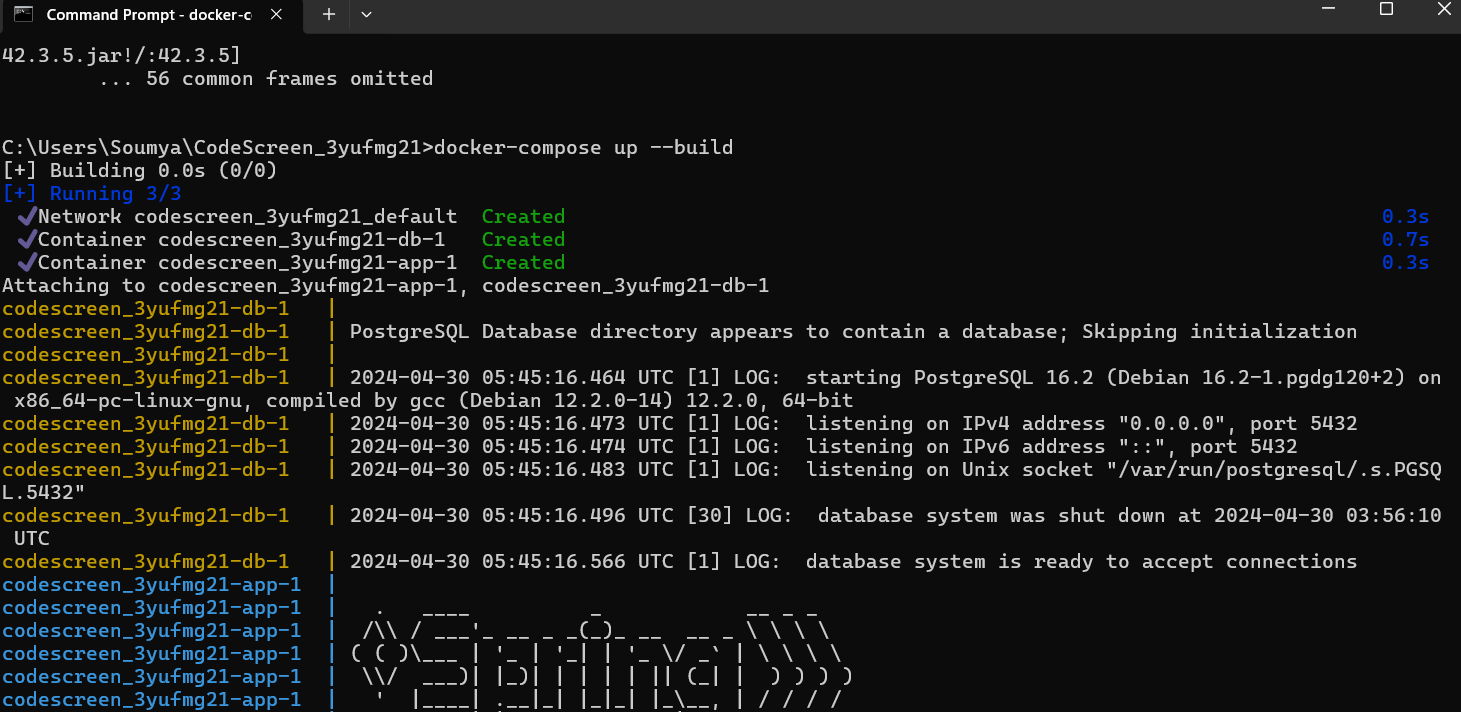 Command Prompt - docker-c
42.3.5.jar!/:42.3.5]
        ... 56 common frames omitted
C:\Users\Soumya\CodeScreen_3yufmg21>docker-compose up --build
[+] Building 0.0s (0/0)
[+] Running 3/3
 ✔Network codescreen_3yufmg21_default  Created 0.3s
 ✔Container codescreen_3yufmg21-db-1   Created 0.7s
 ✔Container codescreen_3yufmg21-app-1  Created 0.3s
Attaching to codescreen_3yufmg21-app-1, codescreen_3yufmg21-db-1
codescreen_3yufmg21-db-1   |
codescreen_3yufmg21-db-1   | PostgreSQL Database directory appears to contain a database; Skipping initialization
codescreen_3yufmg21-db-1   |
codescreen_3yufmg21-db-1   | 2024-04-30 05:45:16.464 UTC [1] LOG:  starting PostgreSQL 16.2 (Debian 16.2-1.pgdg120+2) on
 x86_64-pc-linux-gnu, compiled by gcc (Debian 12.2.0-14) 12.2.0, 64-bit
codescreen_3yufmg21-db-1   | 2024-04-30 05:45:16.473 UTC [1] LOG:  listening on IPv4 address "0.0.0.0", port 5432
codescreen_3yufmg21-db-1   | 2024-04-30 05:45:16.474 UTC [1] LOG:  listening on IPv6 address "::", port 5432
codescreen_3yufmg21-db-1   | 2024-04-30 05:45:16.483 UTC [1] LOG:  listening on Unix socket "/var/run/postgresql/.s.PGSQ
L.5432"
codescreen_3yufmg21-db-1   | 2024-04-30 05:45:16.496 UTC [30] LOG:  database system was shut down at 2024-04-30 03:56:10
 UTC
codescreen_3yufmg21-db-1   | 2024-04-30 05:45:16.566 UTC [1] LOG:  database system is ready to accept connections
codescreen_3yufmg21-app-1  |
codescreen_3yufmg21-app-1  |   .   ____          _            __ _ _
codescreen_3yufmg21-app-1  |  /\\ / ___'_ __ _ _(_)_ __  __ _ \ \ \ \
codescreen_3yufmg21-app-1  | ( ( )\___ | '_ | '_| | '_ \/ _` | \ \ \ \
codescreen_3yufmg21-app-1  |  \\/  ___)| |_)| | | | | || (_| |  ) ) ) )
codescreen_3yufmg21-app-1  |   '  |____| .__|_| |_|_| |_\__, | / / / /